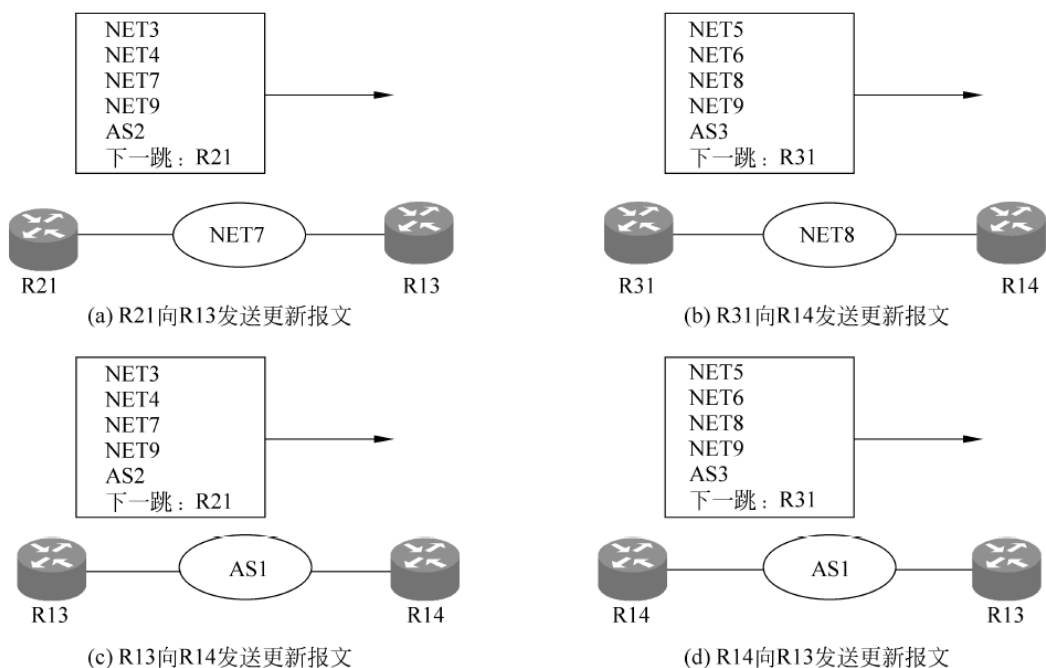 NET3
NET4
NET7
NET9
AS2
下一跳：R21
NET7
R21
R13
(a) R21向R13发送更新报文
NET5
NET6
NET8
NET9
AS3
下一跳：R31
NET8
R31
R14
(b) R31向R14发送更新报文
NET3
NET4
NET7
NET9
AS2
下一跳：R21
AS1
R13
R14
(c) R13向R14发送更新报文
NET5
NET6
NET8
NET9
AS3
下一跳：R31
AS1
R14
R13
(d) R14向R13发送更新报文